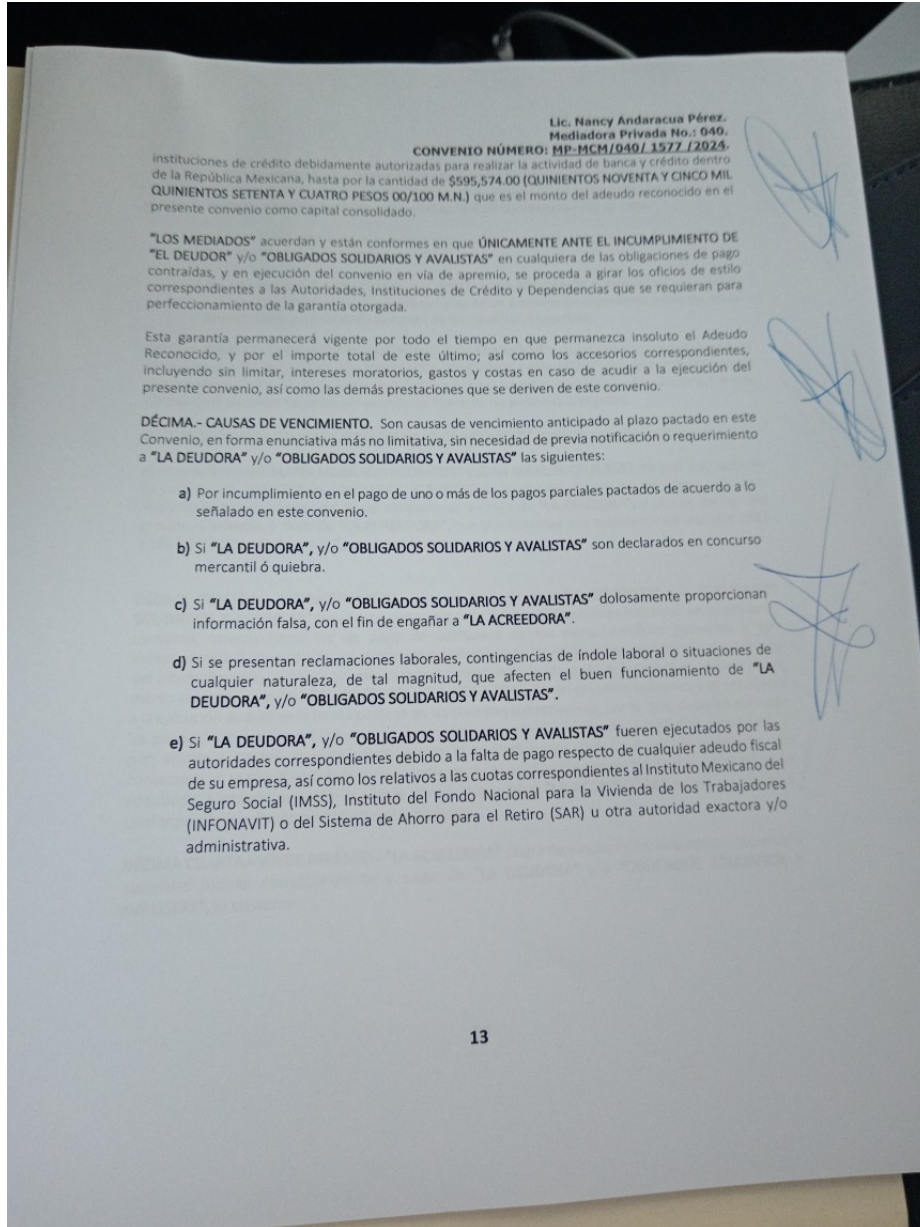 Lic. Nancy Andaracua Pérez.
Mediadora Privada No.: 040.
CONVENIO NÚMERO: MP-MCM/040/ 1577 /2024.
instituciones de crédito debidamente autorizadas para realizar la actividad de banca y crédito dentro
de la República Mexicana, hasta por la cantidad de $595,574.00 (QUINIENTOS NOVENTA Y CINCO MIL
QUINIENTOS SETENTA Y CUATRO PESOS 00/100 M.N.) que es el monto del adeudo reconocido en el
presente convenio como capital consolidado.
"LOS MEDIADOS" acuerdan y están conformes en que ÚNICAMENTE ANTE EL INCUMPLIMIENTO DE
"EL DEUDOR" y/o "OBLIGADOS SOLIDARIOS Y AVALISTAS" en cualquiera de las obligaciones de pago
contraídas, y en ejecución del convenio en vía de apremio, se proceda a girar los oficios de estilo
correspondientes a las Autoridades, Instituciones de Crédito y Dependencias que se requieran para
perfeccionamiento de la garantía otorgada.
Esta garantía permanecerá vigente por todo el tiempo en que permanezca insoluto el Adeudo
Reconocido, y por el importe total de este último; así como los accesorios correspondientes,
incluyendo sin limitar, intereses moratorios, gastos y costas en caso de acudir a la ejecución del
presente convenio, así como las demás prestaciones que se deriven de este convenio.
DÉCIMA.- CAUSAS DE VENCIMIENTO. Son causas de vencimiento anticipado al plazo pactado en este
Convenio, en forma enunciativa más no limitativa, sin necesidad de previa notificación o requerimiento
a "LA DEUDORA" y/o "OBLIGADOS SOLIDARIOS Y AVALISTAS" las siguientes:
a) Por incumplimiento en el pago de uno o más de los pagos parciales pactados de acuerdo a lo
señalado en este convenio.
b) Si "LA DEUDORA", y/o "OBLIGADOS SOLIDARIOS Y AVALISTAS" son declarados en concurso
mercantil ó quiebra.
c) Si "LA DEUDORA", y/o "OBLIGADOS SOLIDARIOS Y AVALISTAS" dolosamente proporcionan
información falsa, con el fin de engañar a "LA ACREEDORA".
d) Si se presentan reclamaciones laborales, contingencias de índole laboral o situaciones de
cualquier naturaleza, de tal magnitud, que afecten el buen funcionamiento de "LA
DEUDORA", y/o "OBLIGADOS SOLIDARIOS Y AVALISTAS".
e) Si "LA DEUDORA", y/o "OBLIGADOS SOLIDARIOS Y AVALISTAS" fueren ejecutados por las
autoridades correspondientes debido a la falta de pago respecto de cualquier adeudo fiscal
de su empresa, así como los relativos a las cuotas correspondientes al Instituto Mexicano del
Seguro Social (IMSS), Instituto del Fondo Nacional para la Vivienda de los Trabajadores
(INFONAVIT) o del Sistema de Ahorro para el Retiro (SAR) u otra autoridad exactora y/o
administrativa.
13